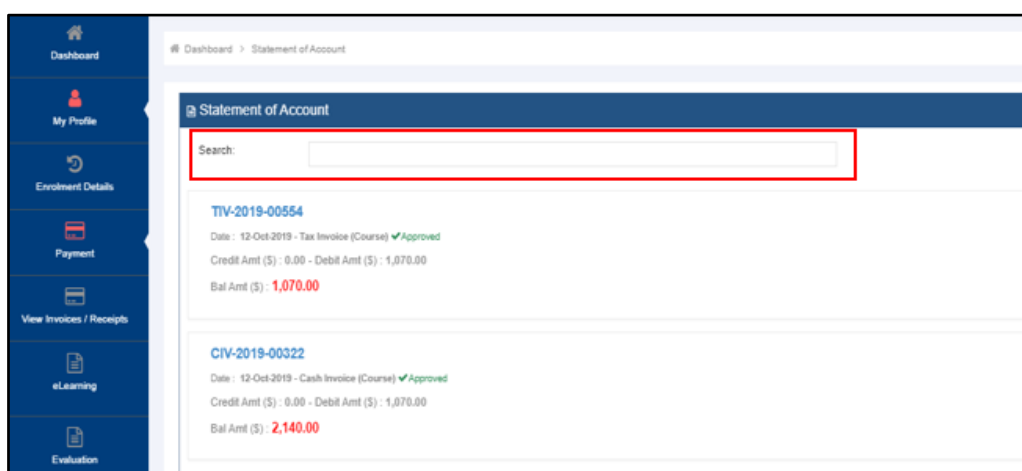 Dashboard
My Profile
Enrolment Details
Payment
View Invoices / Receipts
eLearning
Evaluation
Dashboard > Statement of Account
Statement of Account
Search:
TIV-2019-00554
Date : 12-Oct-2019 - Tax Invoice (Course) ✔Approved
Credit Amt ($) : 0.00 - Debit Amt ($) : 1,070.00
Bal Amt ($) : 1,070.00
CIV-2019-00322
Date : 12-Oct-2019 - Cash Invoice (Course) ✔Approved
Credit Amt ($) : 0.00 - Debit Amt ($) : 1,070.00
Bal Amt ($) : 2,140.00